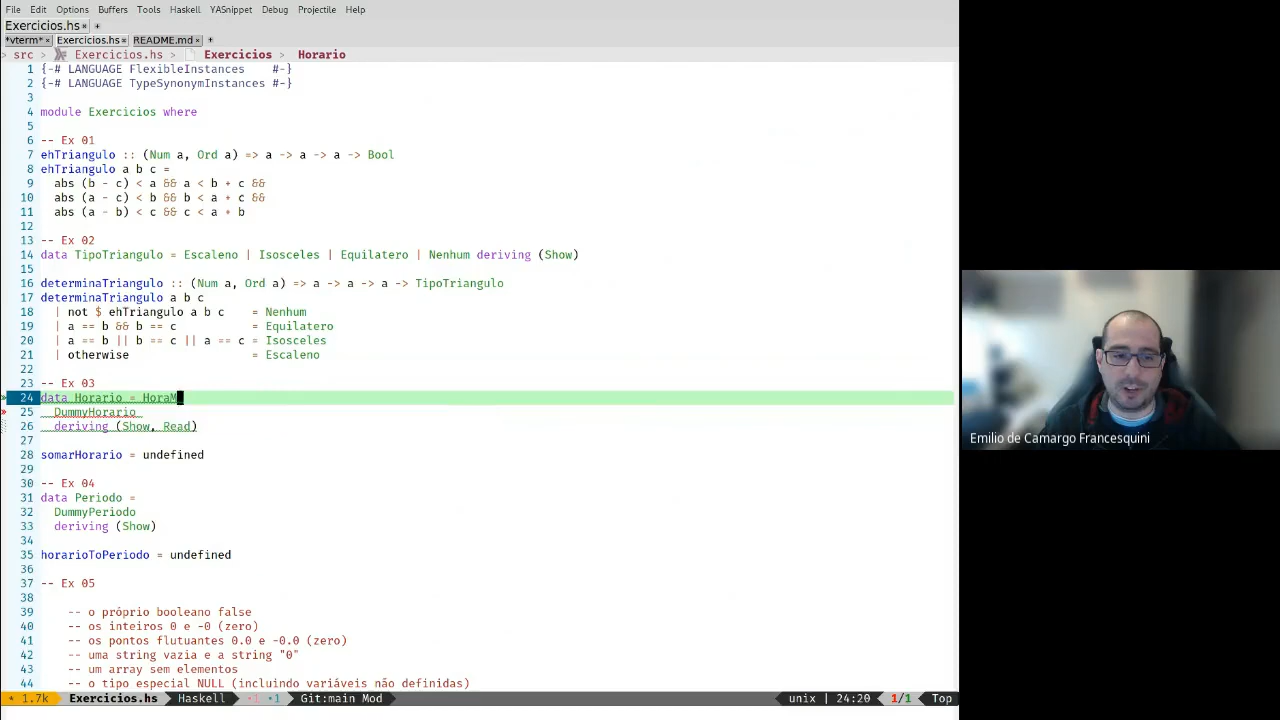 File Edit Options Buffers Tools Haskell YASnippet Debug Projectile Help
Exercicios.hs × +
*vterm* × Exercicios.hs × README.md × +
> src > Exercicios.hs > Exercicios > Horario
1 {-# LANGUAGE FlexibleInstances    #-}
2 {-# LANGUAGE TypeSynonymInstances #-}
3
4 module Exercicios where
5
6 -- Ex 01
7 ehTriangulo :: (Num a, Ord a) => a -> a -> a -> Bool
8 ehTriangulo a b c =
9   abs (b - c) < a && a < b + c &&
10   abs (a - c) < b && b < a + c &&
11   abs (a - b) < c && c < a + b
12
13 -- Ex 02
14 data TipoTriangulo = Escaleno | Isosceles | Equilatero | Nenhum deriving (Show)
15
16 determinaTriangulo :: (Num a, Ord a) => a -> a -> a -> TipoTriangulo
17 determinaTriangulo a b c
18   | not $ ehTriangulo a b c    = Nenhum
19   | a == b && b == c           = Equilatero
20   | a == b || b == c || a == c = Isosceles
21   | otherwise                  = Escaleno
22
23 -- Ex 03
24 data Horario = HoraM
25   DummyHorario
26   deriving (Show, Read)
27
28 somarHorario = undefined
29
30 -- Ex 04
31 data Periodo =
32   DummyPeriodo
33   deriving (Show)
34
35 horarioToPeriodo = undefined
36
37 -- Ex 05
38
39     -- o próprio booleano false
40     -- os inteiros 0 e -0 (zero)
41     -- os pontos flutuantes 0.0 e -0.0 (zero)
42     -- uma string vazia e a string "0"
43     -- um array sem elementos
44     -- o tipo especial NULL (incluindo variáveis não definidas)
1.7k Exercicios.hs Haskell ·1 ·1 Git:main Mod unix | 24:20 1/1 Top
Emilio de Camargo Francesquini